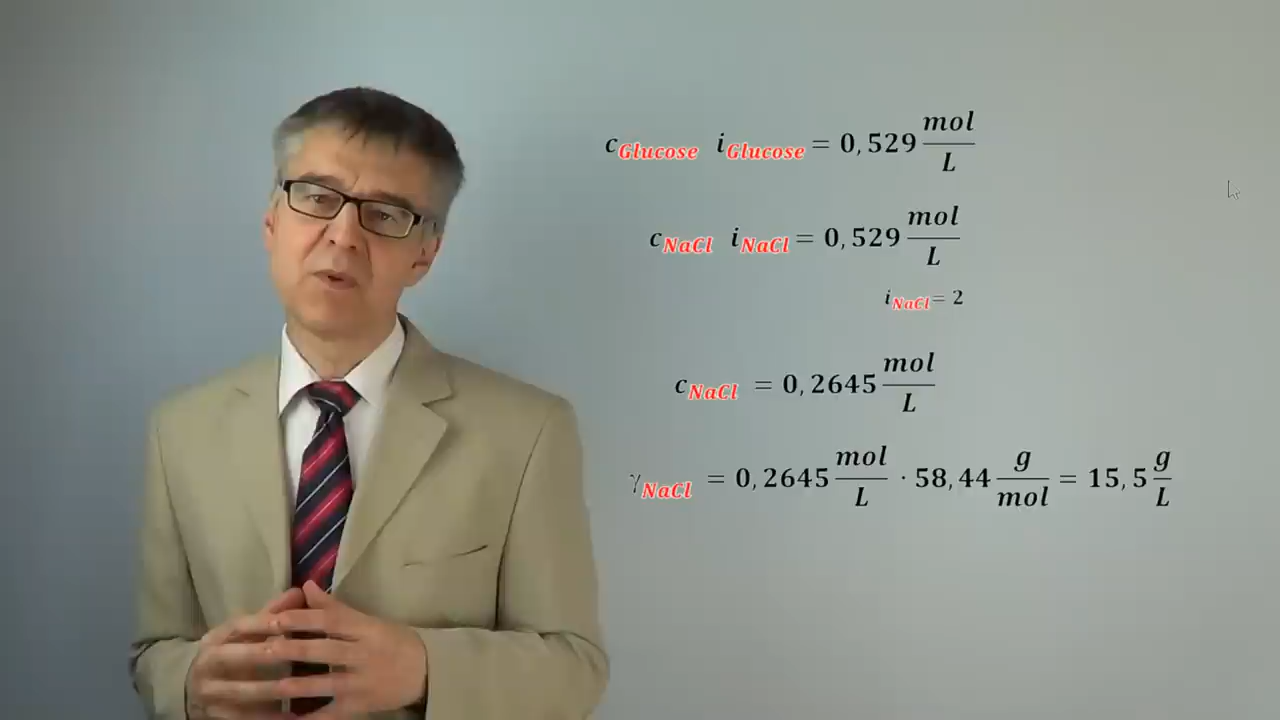 c_Glucose i_Glucose = 0,529 mol/L
c_NaCl i_NaCl = 0,529 mol/L
i_NaCl = 2
c_NaCl = 0,2645 mol/L
γ_NaCl = 0,2645 mol/L · 58,44 g/mol = 15,5 g/L